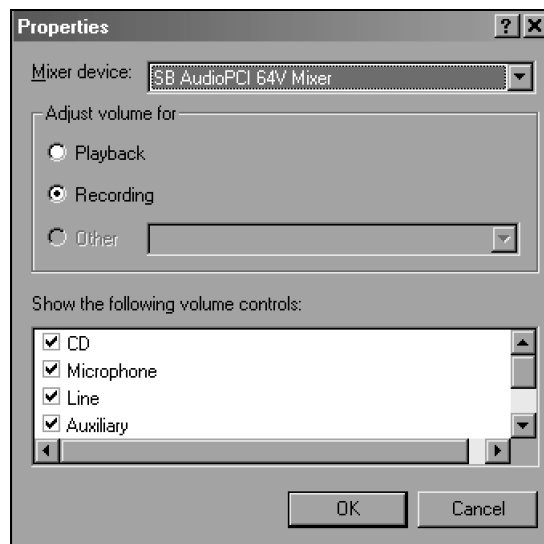 Properties
Mixer device: SB AudioPCI 64V Mixer
Adjust volume for
Playback
Recording
Other
Show the following volume controls:
CD
Microphone
Line
Auxiliary
OK Cancel